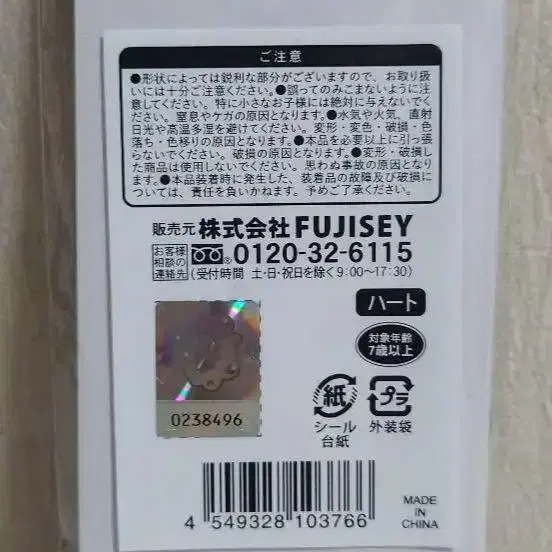 ご注意
●形状によっては鋭利な部分がございますので、お取り扱
いには十分ご注意ください。●誤ってのみこまないように注
意してください。特に小さなお子様には絶対に与えないでく
ださい。窒息やケガの原因となります。●水気や火気、直射
日光や高温多湿を避けてください。変形・変色・破損・色
落ち・色移りの原因となります。●本品を必要以上に引っ張
らないでください。破損の原因となります。●変形・破損し
た商品は使用しないでください。思わぬ事故の原因となり
ます。●本品装着時に発生した、装着品の故障及び破損に
ついては、責任を負いかねます。予めご了承ください。
販売元 株式会社 FUJISEY
お客様
相談の
連絡先
® 0120-32-6115
(受付時間 土・日・祝日を除く9:00〜17:30)
ハート
対象年齢
7歳以上
0238496
紙
シール
台紙
プラ
外装袋
4 549328 103766
MADE
IN
CHINA